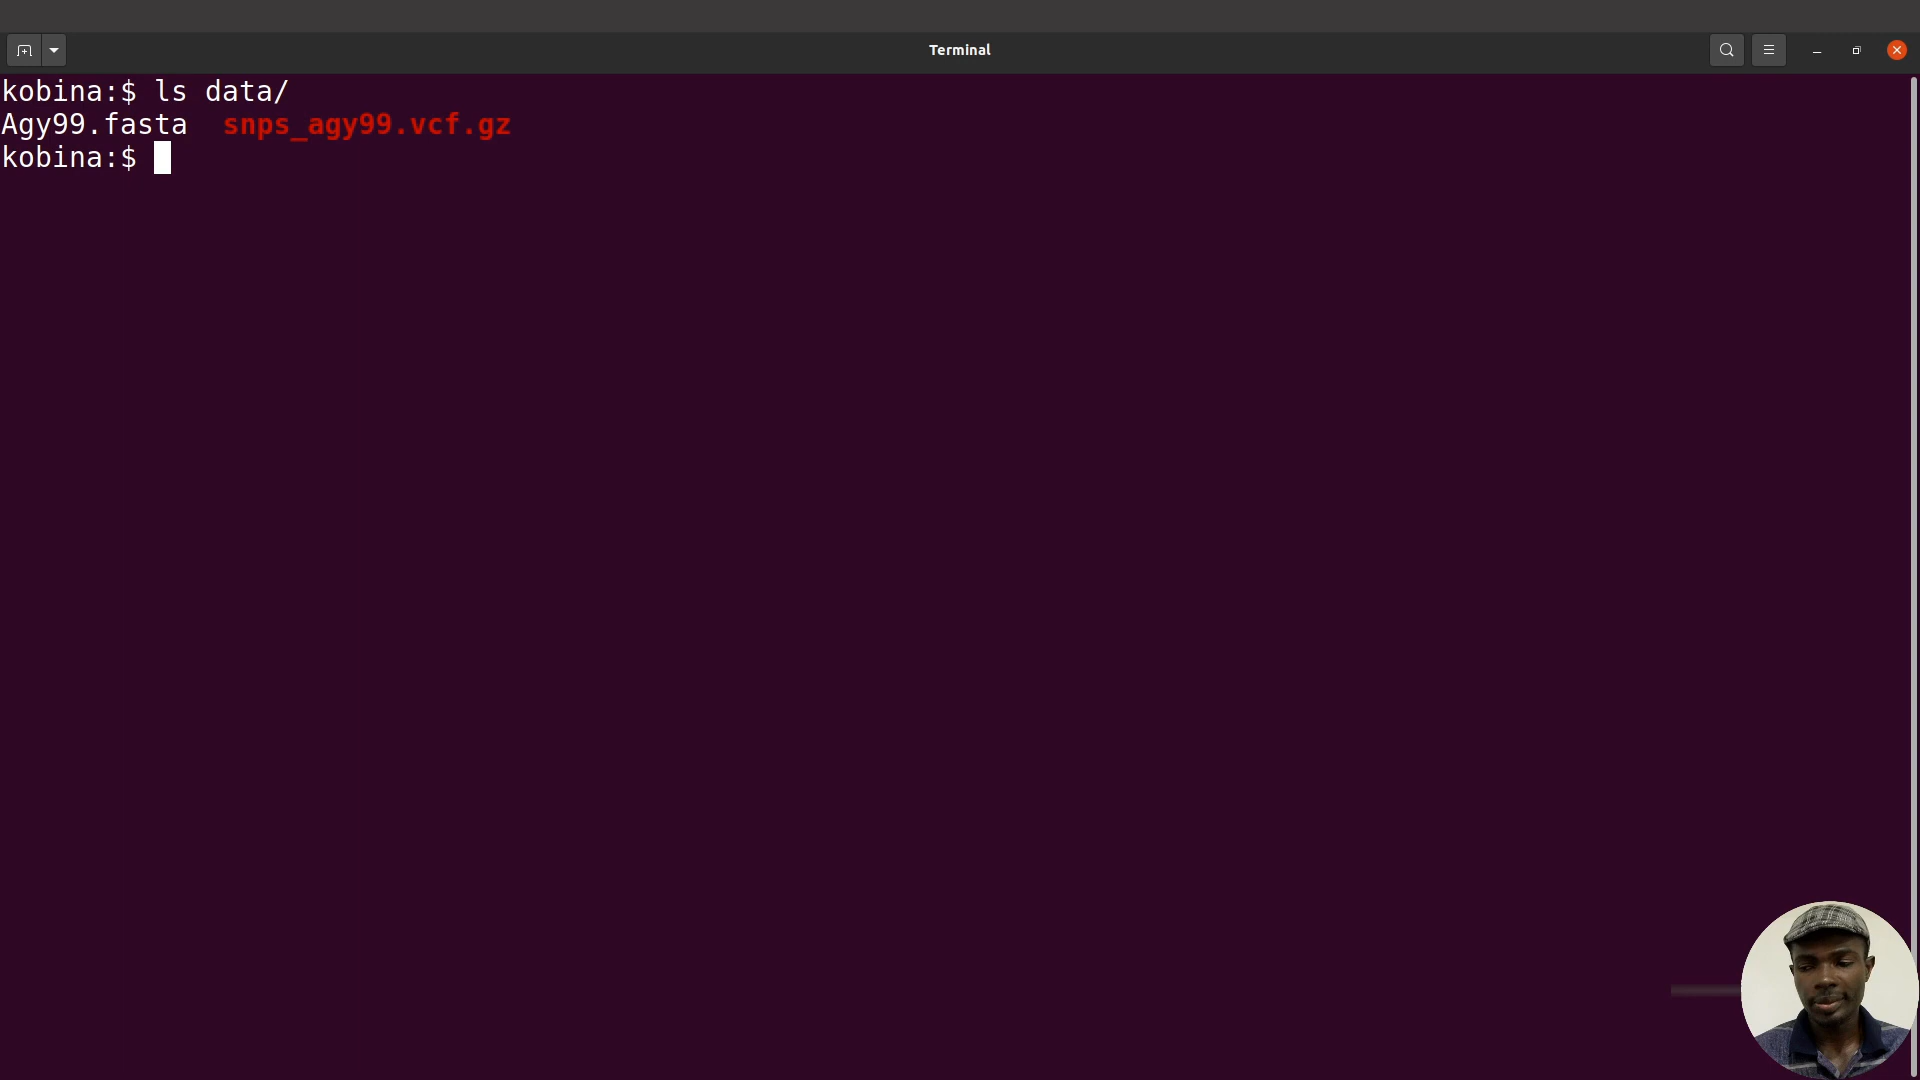 Terminal
kobina:$ ls data/
Agy99.fasta  snps_agy99.vcf.gz
kobina:$